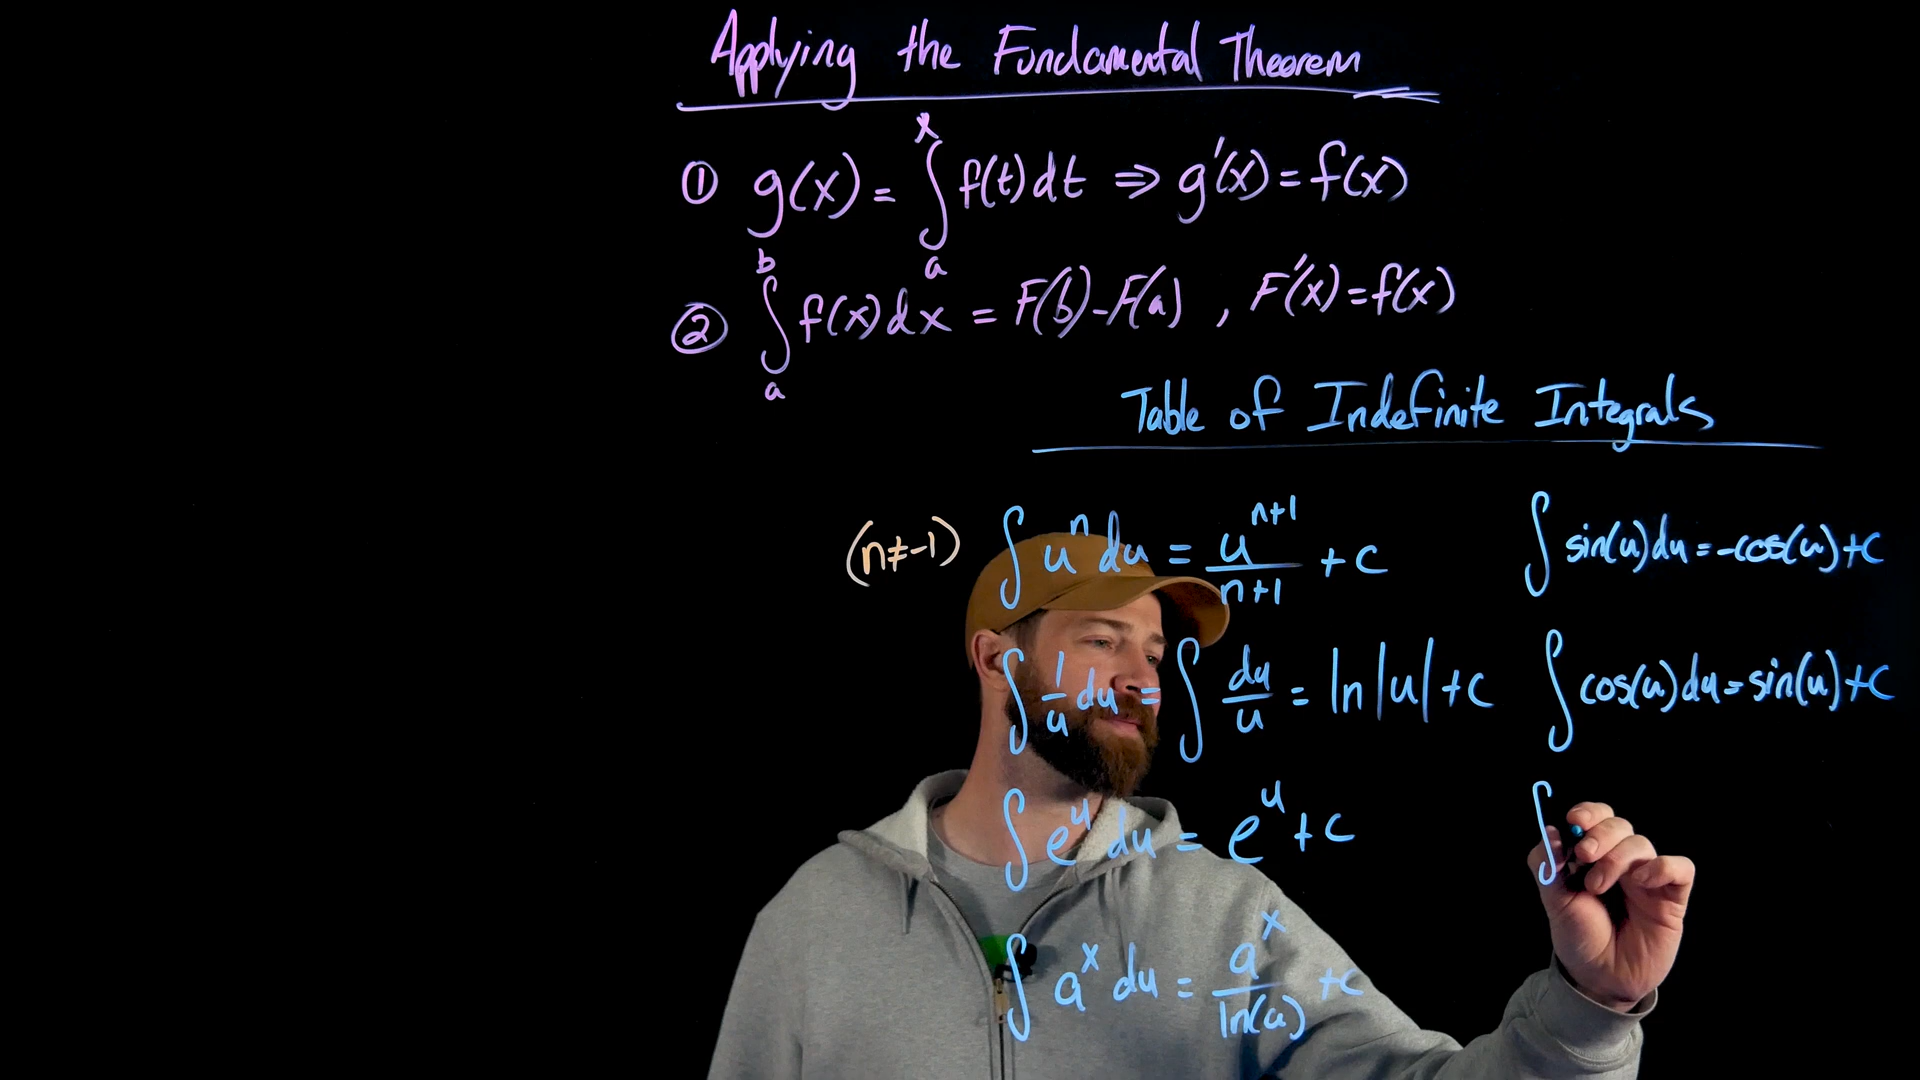 Applying the Fundamental Theorem
① g(x) = ∫ₐˣ f(t) dt ⇒ g'(x) = f(x)
② ∫ₐᵇ f(x) dx = F(b) - F(a) , F'(x) = f(x)
Table of Indefinite Integrals
(n≠-1) ∫ uⁿ du = uⁿ⁺¹/(n+1) + c
∫ sin(u) du = -cos(u) + c
∫ 1/u du = ∫ du/u = ln|u| + c
∫ cos(u) du = sin(u) + c
∫ eᵘ du = eᵘ + c
∫
∫ aˣ du = aˣ/ln(a) + c